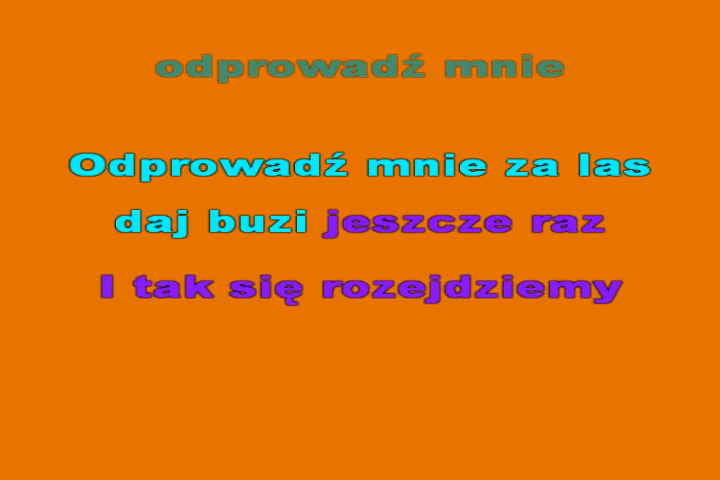 odprowadź mnie
Odprowadź mnie za las
daj buzi jeszcze raz
I tak się rozejdziemy